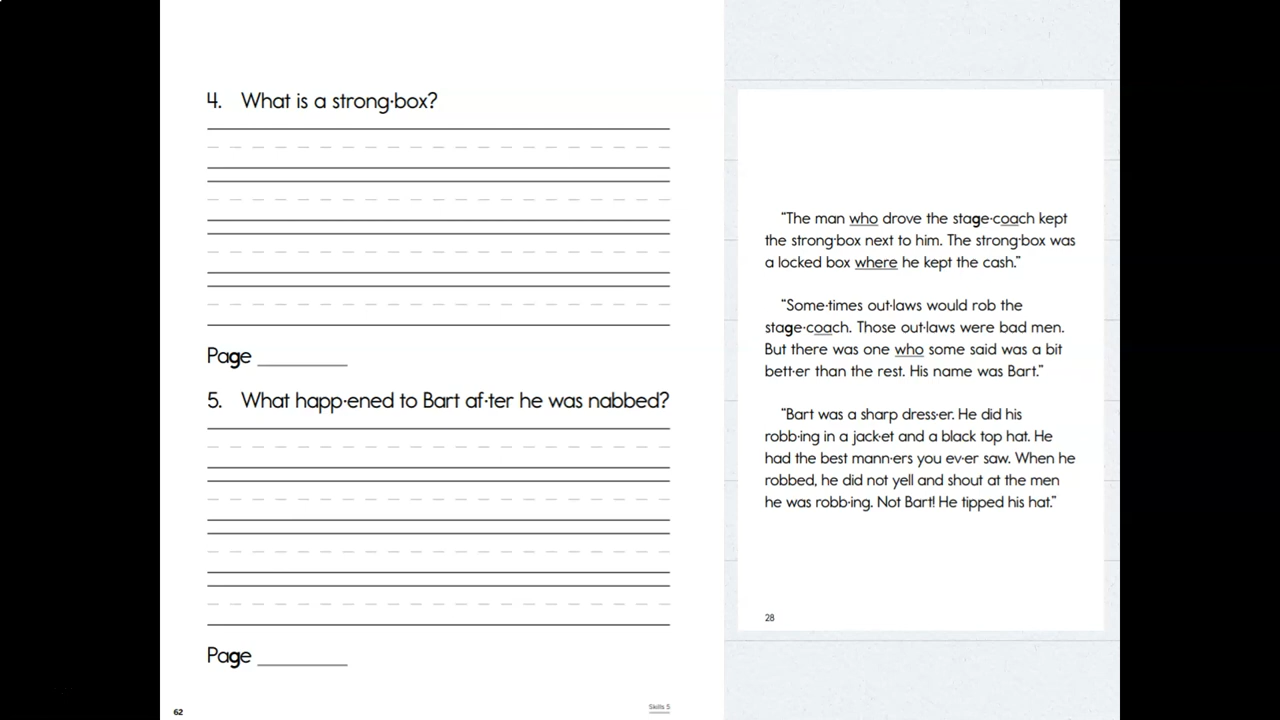 4. What is a strong·box?
Page
5. What happ·ened to Bart af·ter he was nabbed?
Page
62
Skills 5
"The man who drove the stage·coach kept
the strong·box next to him. The strong·box was
a locked box where he kept the cash."
"Some·times out·laws would rob the
stage·coach. Those out·laws were bad men.
But there was one who some said was a bit
bett·er than the rest. His name was Bart."
"Bart was a sharp dress·er. He did his
robb·ing in a jack·et and a black top hat. He
had the best mann·ers you ev·er saw. When he
robbed, he did not yell and shout at the men
he was robb·ing. Not Bart! He tipped his hat."
28